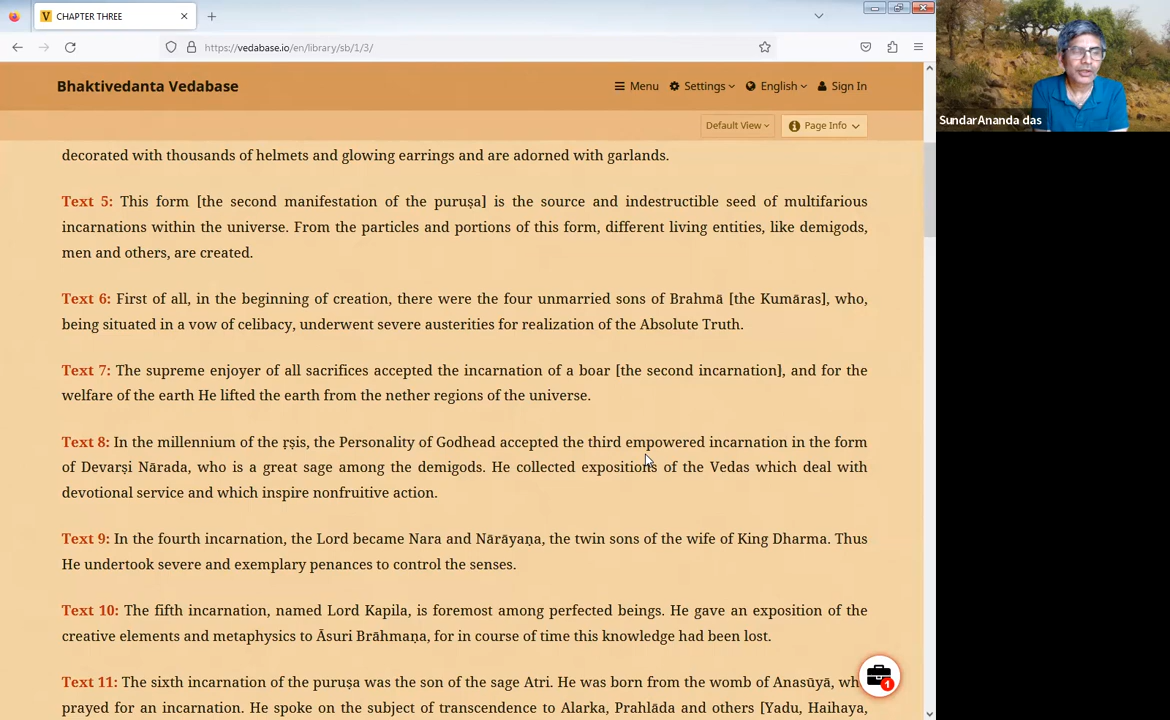 CHAPTER THREE
https://vedabase.io/en/library/sb/1/3/
Bhaktivedanta Vedabase
Menu Settings English Sign In
Default View Page Info
SundarAnanda das
decorated with thousands of helmets and glowing earrings and are adorned with garlands.
Text 5: This form [the second manifestation of the puruṣa] is the source and indestructible seed of multifarious
incarnations within the universe. From the particles and portions of this form, different living entities, like demigods,
men and others, are created.
Text 6: First of all, in the beginning of creation, there were the four unmarried sons of Brahmā [the Kumāras], who,
being situated in a vow of celibacy, underwent severe austerities for realization of the Absolute Truth.
Text 7: The supreme enjoyer of all sacrifices accepted the incarnation of a boar [the second incarnation], and for the
welfare of the earth He lifted the earth from the nether regions of the universe.
Text 8: In the millennium of the ṛṣis, the Personality of Godhead accepted the third empowered incarnation in the form
of Devarṣi Nārada, who is a great sage among the demigods. He collected expositions of the Vedas which deal with
devotional service and which inspire nonfruitive action.
Text 9: In the fourth incarnation, the Lord became Nara and Nārāyaṇa, the twin sons of the wife of King Dharma. Thus
He undertook severe and exemplary penances to control the senses.
Text 10: The fifth incarnation, named Lord Kapila, is foremost among perfected beings. He gave an exposition of the
creative elements and metaphysics to Āsuri Brāhmaṇa, for in course of time this knowledge had been lost.
Text 11: The sixth incarnation of the puruṣa was the son of the sage Atri. He was born from the womb of Anasūyā, wh
prayed for an incarnation. He spoke on the subject of transcendence to Alarka, Prahlāda and others [Yadu, Haihaya,
1